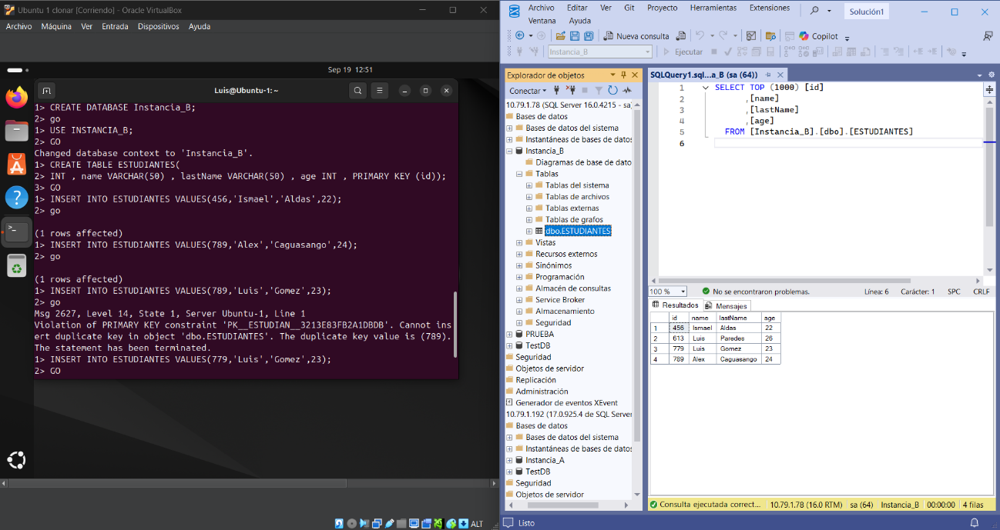 Ubuntu 1 clonar [Corriendo] - Oracle VirtualBox
Archivo Máquina Ver Entrada Dispositivos Ayuda
Sep 19 12:51
Luis@Ubuntu-1: ~
1> CREATE DATABASE Instancia_B;
2> go
1> USE INSTANCIA_B;
2> GO
Changed database context to 'Instancia_B'.
1> CREATE TABLE ESTUDIANTES(
2> INT , name VARCHAR(50) , lastName VARCHAR(50) , age INT , PRIMARY KEY (id));
3> GO
1> INSERT INTO ESTUDIANTES VALUES(456,'Ismael','Aldas',22);
2> go
(1 rows affected)
1> INSERT INTO ESTUDIANTES VALUES(789,'Alex','Caguasango',24);
2> go
(1 rows affected)
1> INSERT INTO ESTUDIANTES VALUES(789,'Luis','Gomez',23);
2> go
Msg 2627, Level 14, State 1, Server Ubuntu-1, Line 1
Violation of PRIMARY KEY constraint 'PK__ESTUDIAN__3213E83FB2A1DBDB'. Cannot ins
ert duplicate key in object 'dbo.ESTUDIANTES'. The duplicate key value is (789).
The statement has been terminated.
1> INSERT INTO ESTUDIANTES VALUES(779,'Luis','Gomez',23);
2> GO
ALT
Archivo Editar Ver Git Proyecto Herramientas Extensiones
Solución1
Ventana Ayuda
Nueva consulta
Copilot
Instancia_B
Ejecutar
Explorador de objetos
Conectar
10.79.1.78 (SQL Server 16.0.4215 - sa)
Bases de datos
Bases de datos del sistema
Instantáneas de bases de datos
Instancia_B
Diagramas de base de dato
Tablas
Tablas del sistema
Tablas de archivos
Tablas externas
Tablas de grafos
dbo.ESTUDIANTES
Vistas
Recursos externos
Sinónimos
Programación
Almacén de consultas
Service Broker
Almacenamiento
Seguridad
PRUEBA
TestDB
Seguridad
Objetos de servidor
Replicación
Administración
Generador de eventos XEvent
10.79.1.192 (17.0.925.4 de SQL Server
Bases de datos
Bases de datos del sistema
Instantáneas de bases de datos
Instancia_A
TestDB
Seguridad
Objetos de servidor
SQLQuery1.sql...a_B (sa (64))
1 SELECT TOP (1000) [id]
2 ,[name]
3 ,[lastName]
4 ,[age]
5 FROM [Instancia_B].[dbo].[ESTUDIANTES]
6
100 % No se encontraron problemas. Línea: 6 Carácter: 1 SPC CRLF
Resultados Mensajes
id name lastName age
1 456 Ismael Aldas 22
2 613 Luis Paredes 26
3 779 Luis Gomez 23
4 789 Alex Caguasango 24
Consulta ejecutada correct... 10.79.1.78 (16.0 RTM) sa (64) Instancia_B 00:00:00 4 filas
Listo